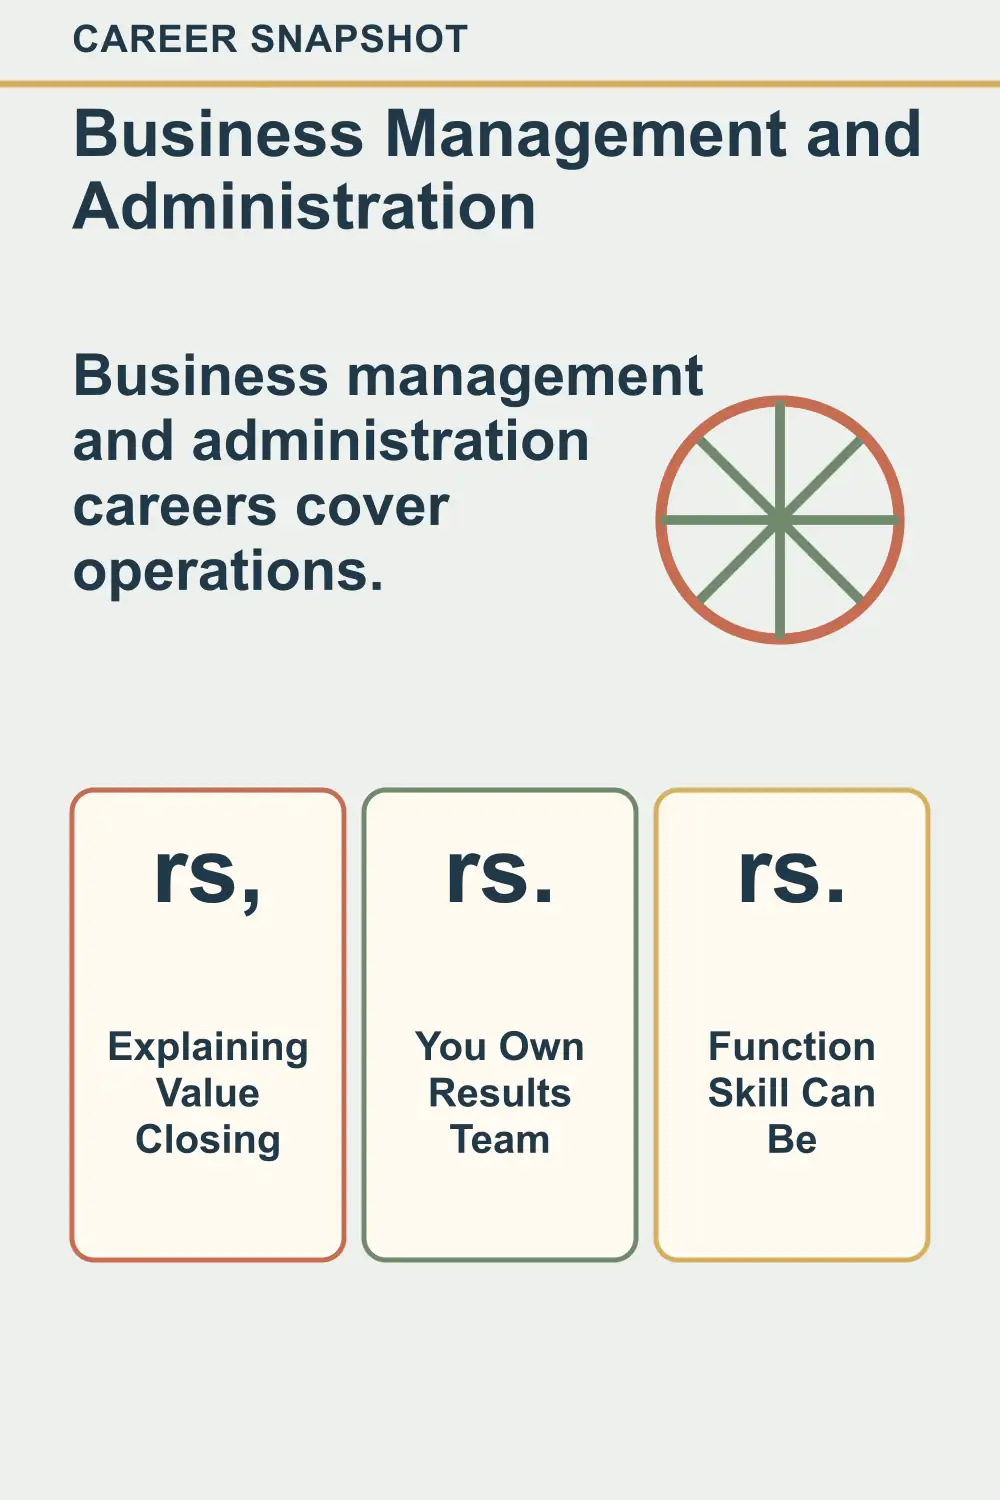 CAREER SNAPSHOT
Business Management and
Administration
Business management
and administration
careers cover
operations.
rs,
Explaining
Value
Closing
rs.
You Own
Results
Team
rs.
Function
Skill Can
Be